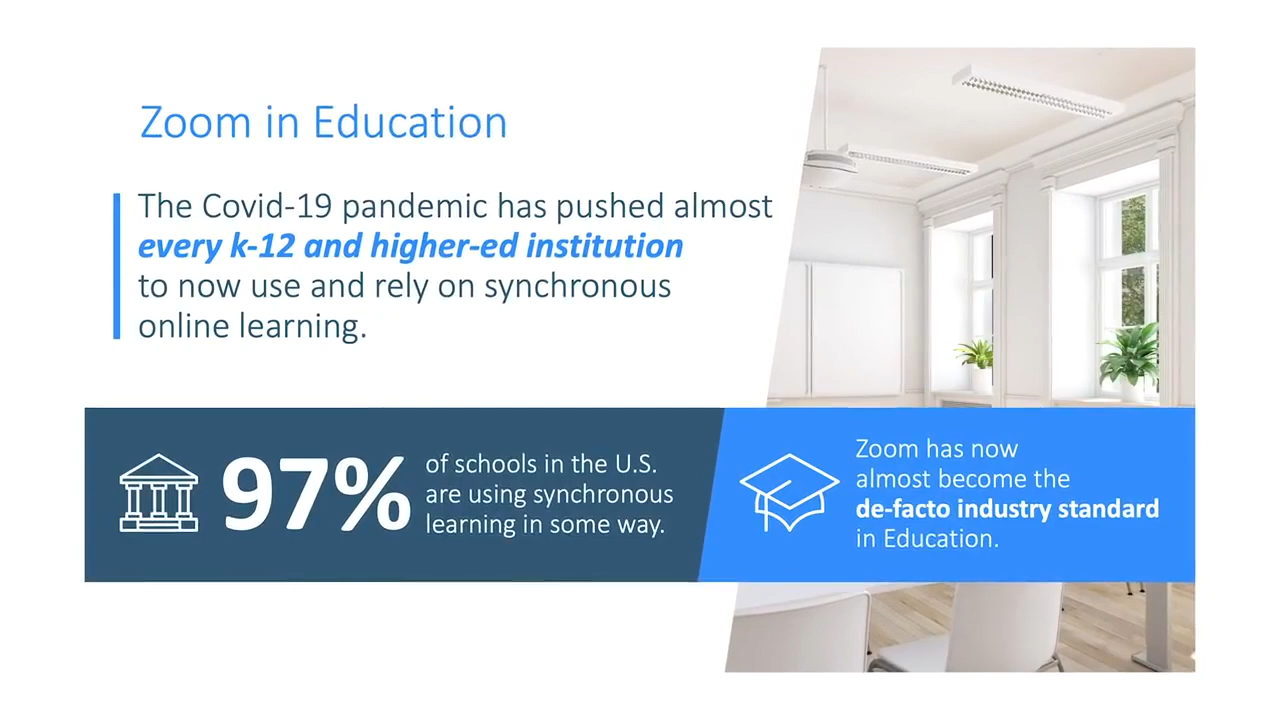 Zoom in Education
The Covid-19 pandemic has pushed almost
every k-12 and higher-ed institution
to now use and rely on synchronous
online learning.
97%
of schools in the U.S.
are using synchronous
learning in some way.
Zoom has now
almost become the
de-facto industry standard
in Education.